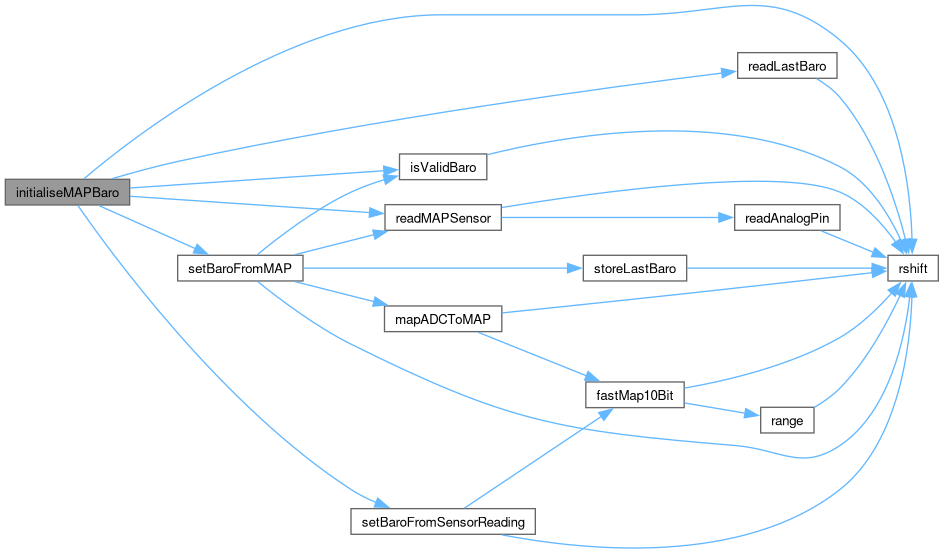 initialiseMAPBaro
setBaroFromMAP
isValidBaro
readMAPSensor
storeLastBaro
mapADCToMAP
setBaroFromSensorReading
fastMap10Bit
readLastBaro
readAnalogPin
range
rshift